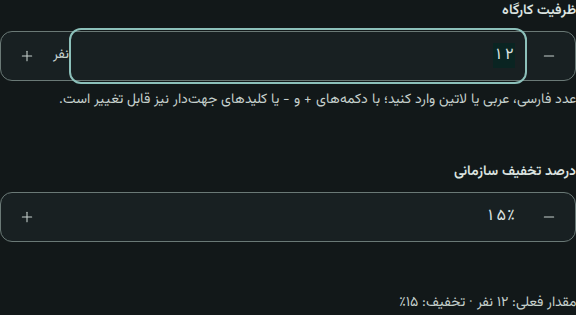 ظرفیت کارگاه
− ۱۲ نفر +
عدد فارسی، عربی یا لاتین وارد کنید؛ با دکمه‌های + و - یا کلیدهای جهت‌دار نیز قابل تغییر است.
درصد تخفیف سازمانی
− ۱۵٪ +
مقدار فعلی: ۱۲ نفر · تخفیف: ۱۵٪